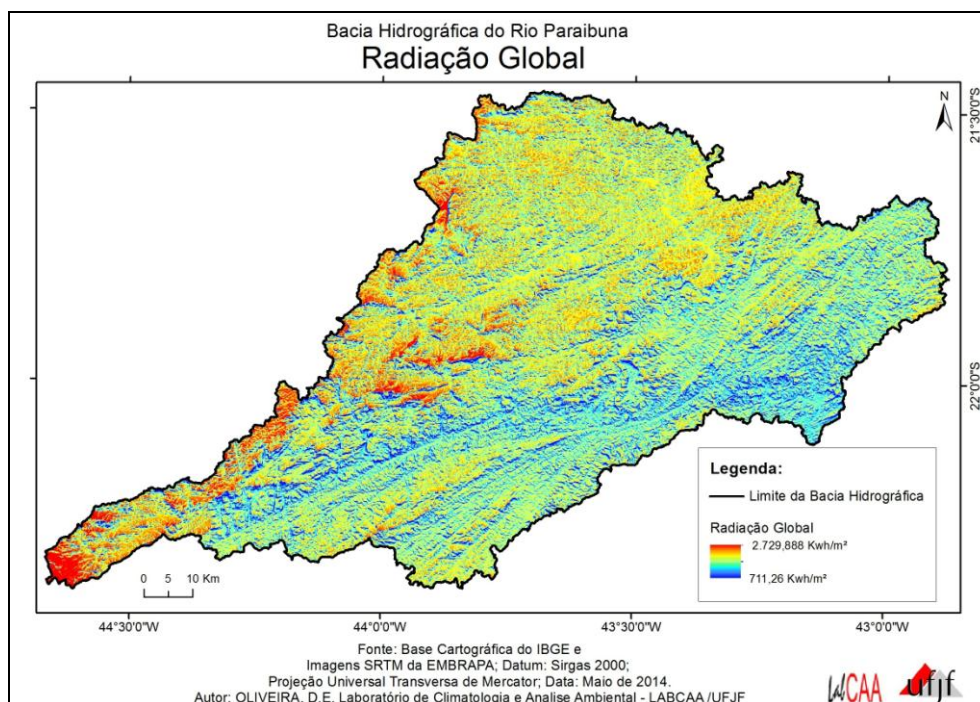 Bacia Hidrográfica do Rio Paraibuna
Radiação Global
N
21°30'0"S
22°0'0"S
Legenda:
Limite da Bacia Hidrográfica
Radiação Global
2.729,888 Kwh/m²
711,26 Kwh/m²
0 5 10 Km
44°30'0"W 44°0'0"W 43°30'0"W 43°0'0"W
Fonte: Base Cartográfica do IBGE e
Imagens SRTM da EMBRAPA; Datum: Sirgas 2000;
Projeção Universal Transversa de Mercator; Data: Maio de 2014.
Autor: OLIVEIRA, D.E. Laboratório de Climatologia e Analise Ambiental - LABCAA /UFJF
LabCAA ufjf